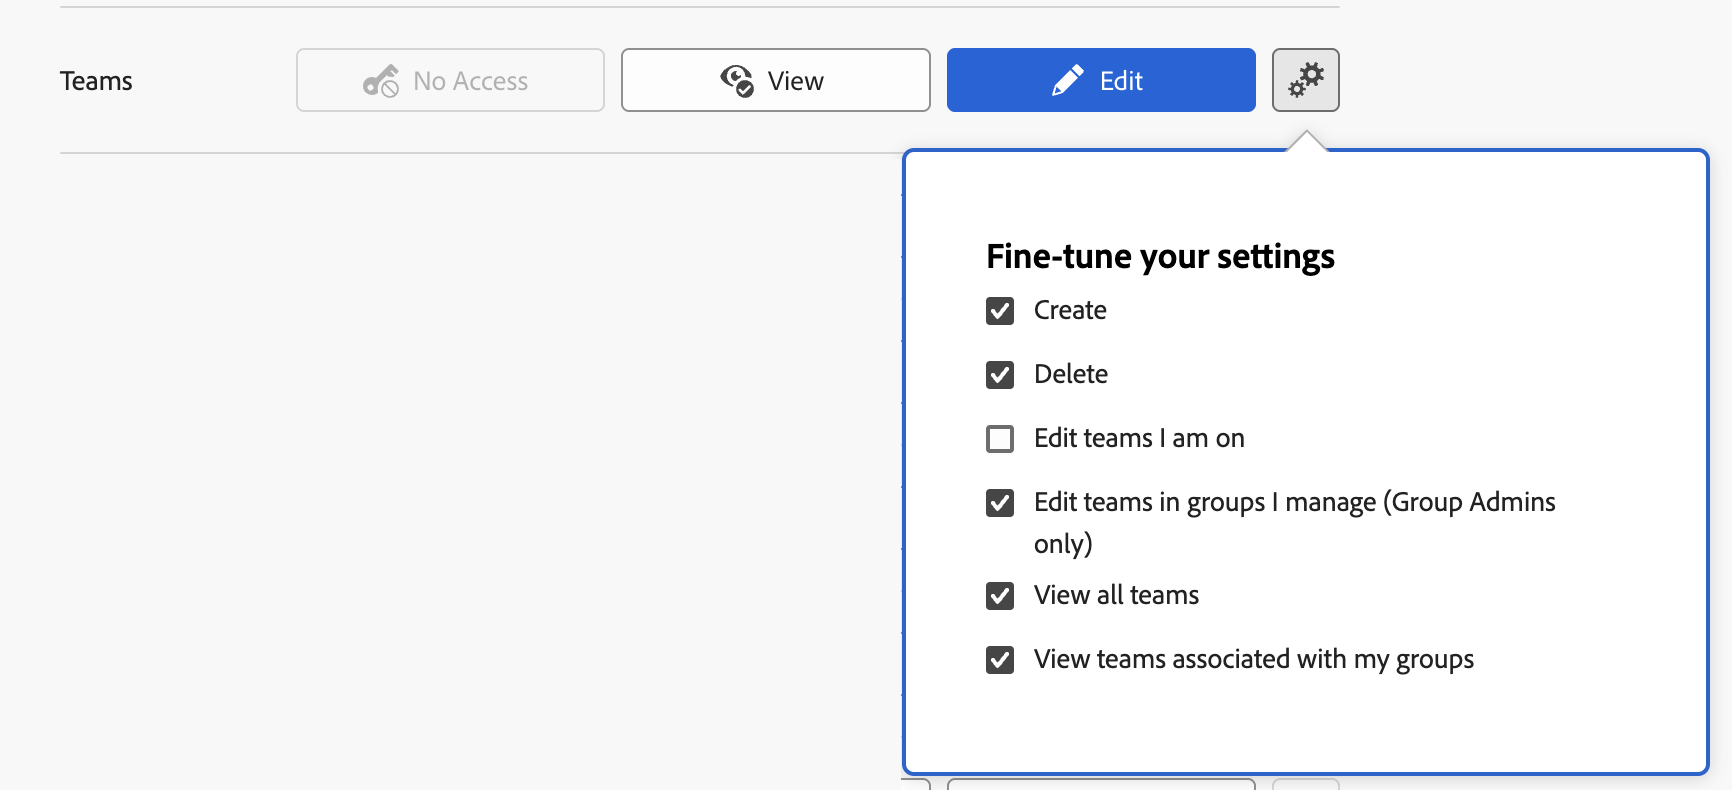 Teams
No Access
View
Edit
Fine-tune your settings
Create
Delete
Edit teams I am on
Edit teams in groups I manage (Group Admins
only)
View all teams
View teams associated with my groups